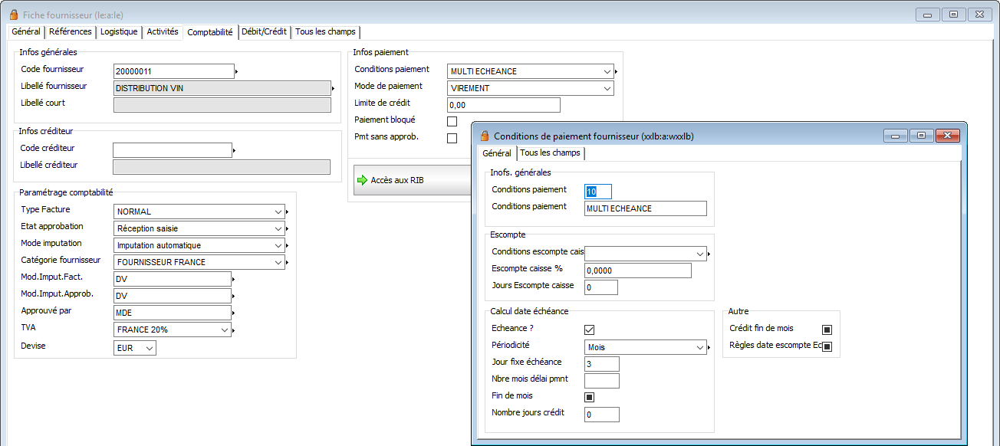 Fiche fournisseur (le:a:le)
Général
Références
Logistique
Activités
Comptabilité
Débit/Crédit
Tous les champs
Infos générales
Code fournisseur
20000011
Libellé fournisseur
DISTRIBUTION VIN
Libellé court
Infos créditeur
Code créditeur
Libellé créditeur
Paramétrage comptabilité
Type Facture
NORMAL
Etat approbation
Réception saisie
Mode imputation
Imputation automatique
Catégorie fournisseur
FOURNISSEUR FRANCE
Mod.Imput.Fact.
DV
Mod.Imput.Approb.
DV
Approuvé par
MDE
TVA
FRANCE 20%
Devise
EUR
Infos paiement
Conditions paiement
MULTI ECHEANCE
Mode de paiement
VIREMENT
Limite de crédit
0,00
Paiement bloqué
Pmt sans approb.
Accès aux RIB
Conditions de paiement fournisseur (xxlb:a:wxxlb)
Général
Tous les champs
Inofs. générales
Conditions paiement
10
Conditions paiement
MULTI ECHEANCE
Escompte
Conditions escompte cais
Escompte caisse %
0,0000
Jours Escompte caisse
0
Calcul date échéance
Echeance ?
Périodicité
Mois
Jour fixe échéance
3
Nbre mois délai pmnt
Fin de mois
Nombre jours crédit
0
Autre
Crédit fin de mois
Règles date escompte Ec